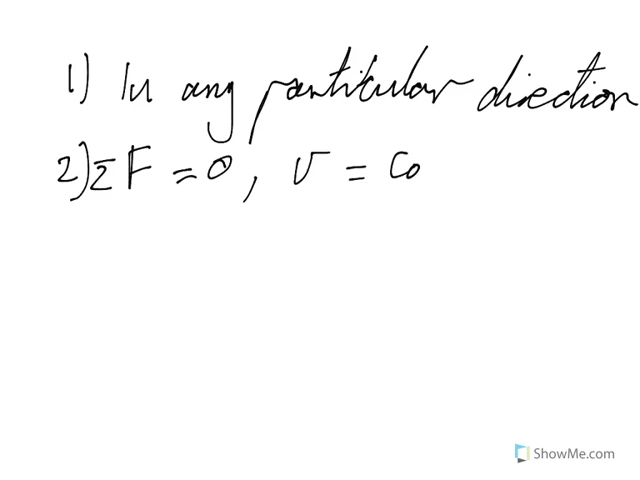 1) In any particular direction
2) ΣF = 0, v = co
ShowMe.com